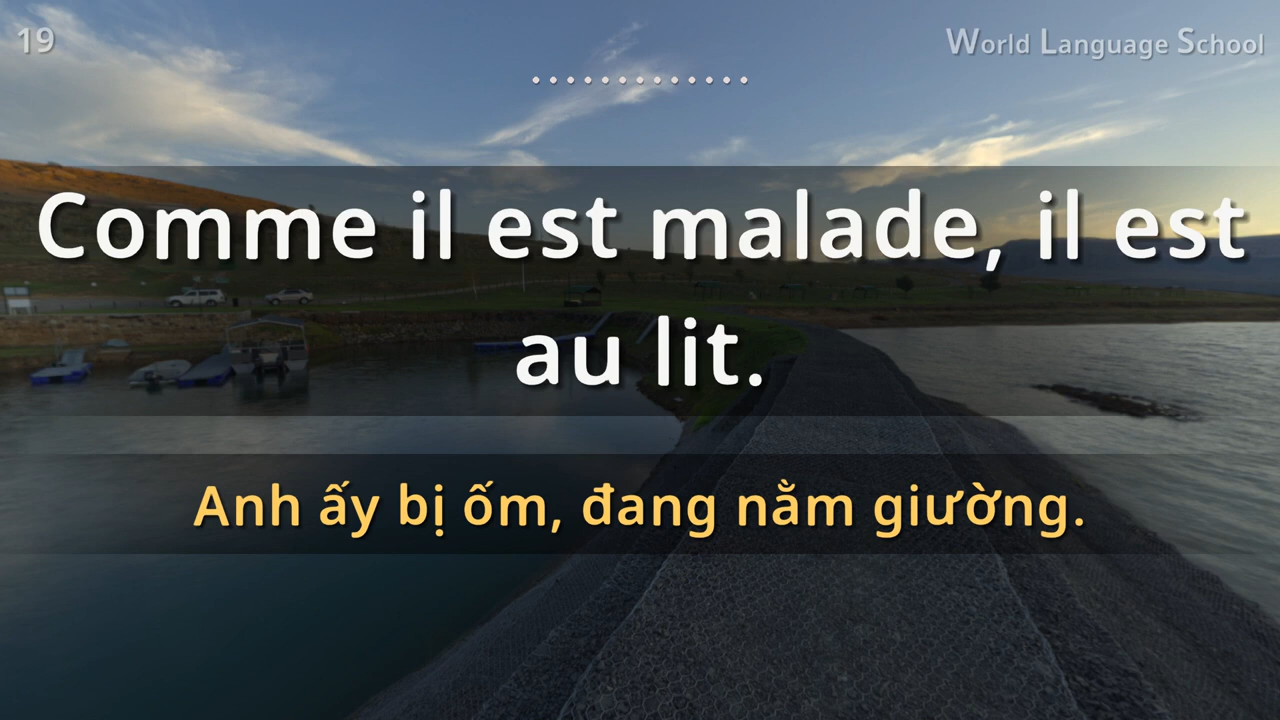 19
World Language School
Comme il est malade, il est
au lit.
Anh ấy bị ốm, đang nằm giường.